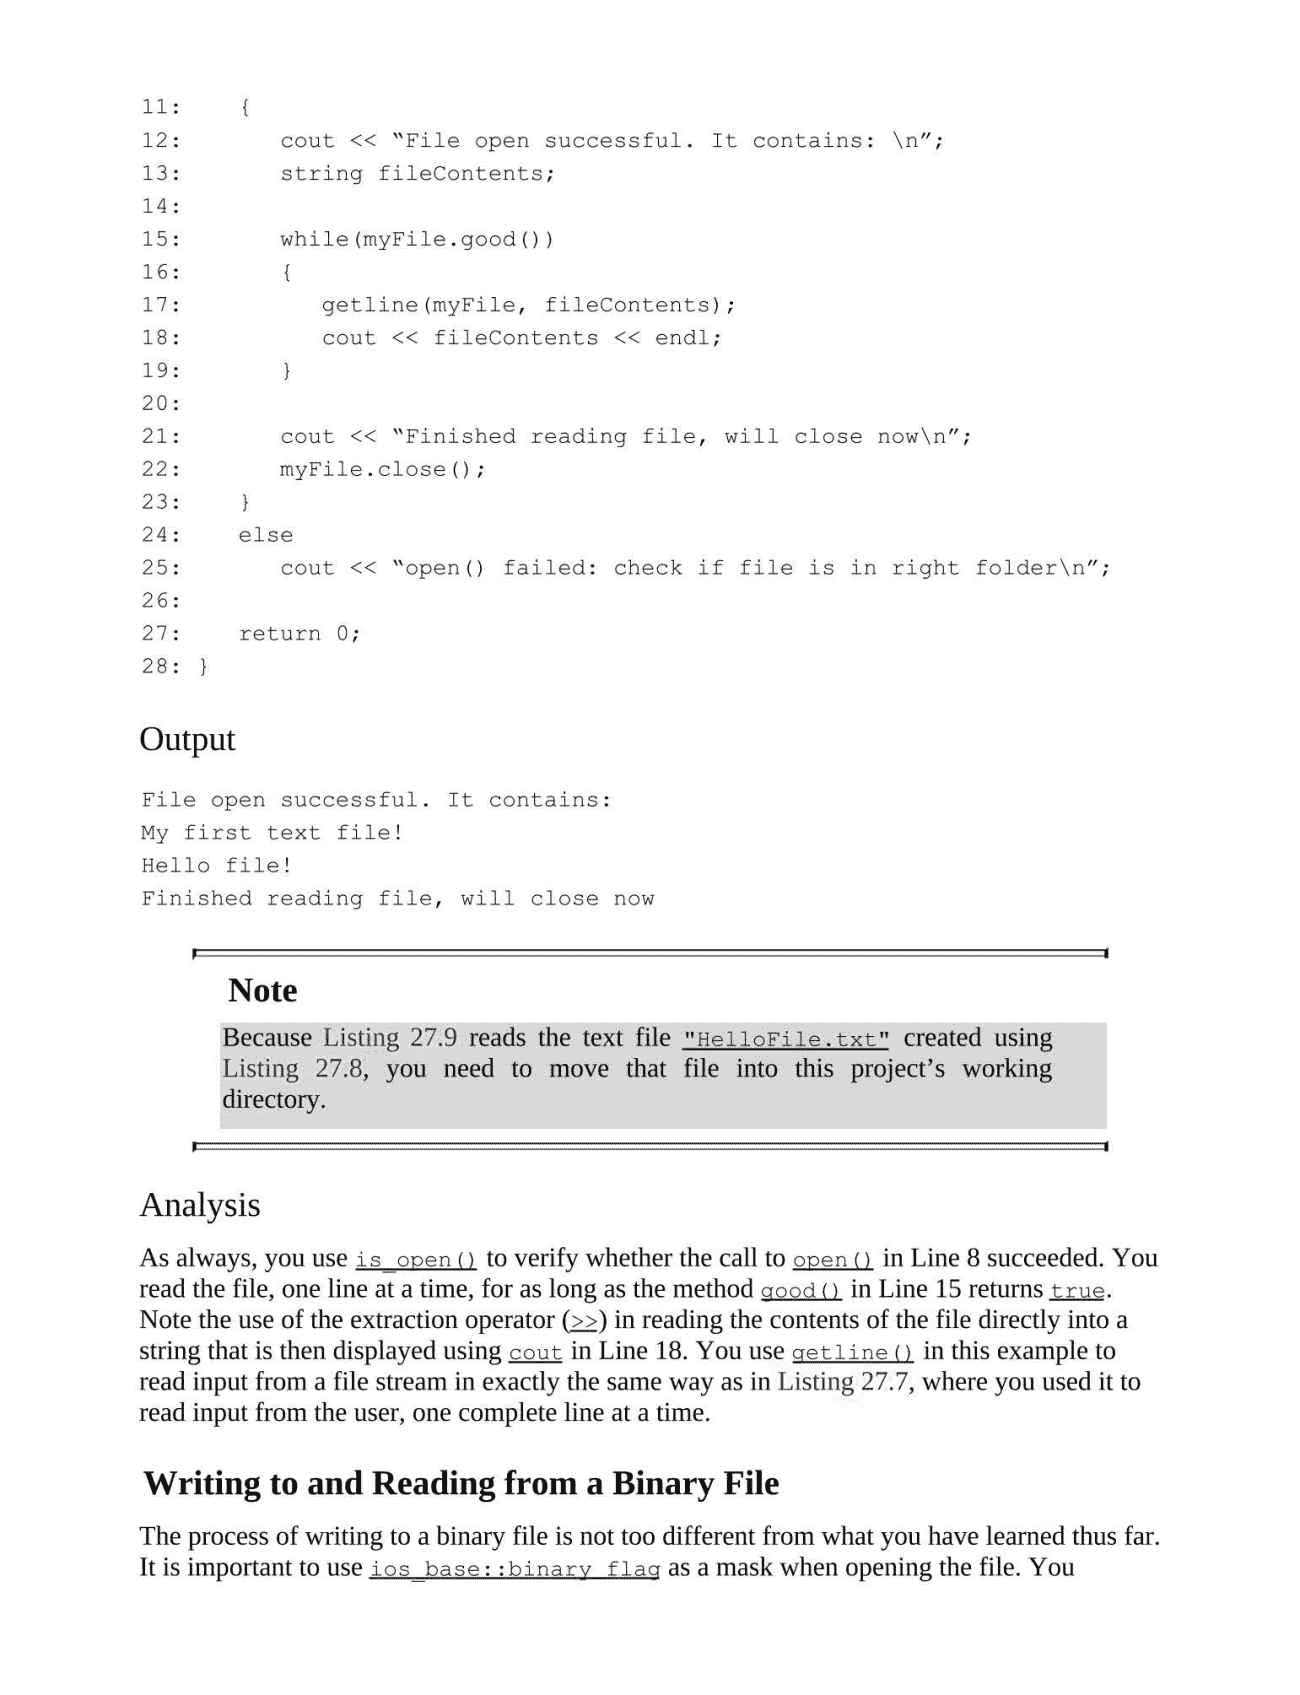 11:    {
12:       cout << “File open successful. It contains: \n”;
13:       string fileContents;
14:
15:       while(myFile.good())
16:       {
17:          getline(myFile, fileContents);
18:          cout << fileContents << endl;
19:       }
20:
21:       cout << “Finished reading file, will close now\n”;
22:       myFile.close();
23:    }
24:    else
25:       cout << “open() failed: check if file is in right folder\n”;
26:
27:    return 0;
28: }
Output
File open successful. It contains:
My first text file!
Hello file!
Finished reading file, will close now
Note
Because Listing 27.9 reads the text file "HelloFile.txt" created using
Listing 27.8, you need to move that file into this project’s working
directory.
Analysis
As always, you use is_open() to verify whether the call to open() in Line 8 succeeded. You
read the file, one line at a time, for as long as the method good() in Line 15 returns true.
Note the use of the extraction operator (>>) in reading the contents of the file directly into a
string that is then displayed using cout in Line 18. You use getline() in this example to
read input from a file stream in exactly the same way as in Listing 27.7, where you used it to
read input from the user, one complete line at a time.
Writing to and Reading from a Binary File
The process of writing to a binary file is not too different from what you have learned thus far.
It is important to use ios_base::binary flag as a mask when opening the file. You